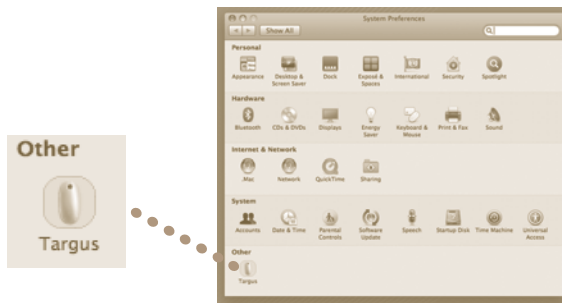 Other
Targus
System Preferences
Show All
Personal
Appearance
Desktop &
Screen Saver
Dock
Exposé &
Spaces
International
Security
Spotlight
Hardware
Bluetooth
CDs & DVDs
Displays
Energy
Saver
Keyboard &
Mouse
Print & Fax
Sound
Internet & Network
.Mac
Network
QuickTime
Sharing
System
Accounts
Date & Time
Parental
Controls
Software
Update
Speech
Startup Disk
Time Machine
Universal
Access
Other
Targus